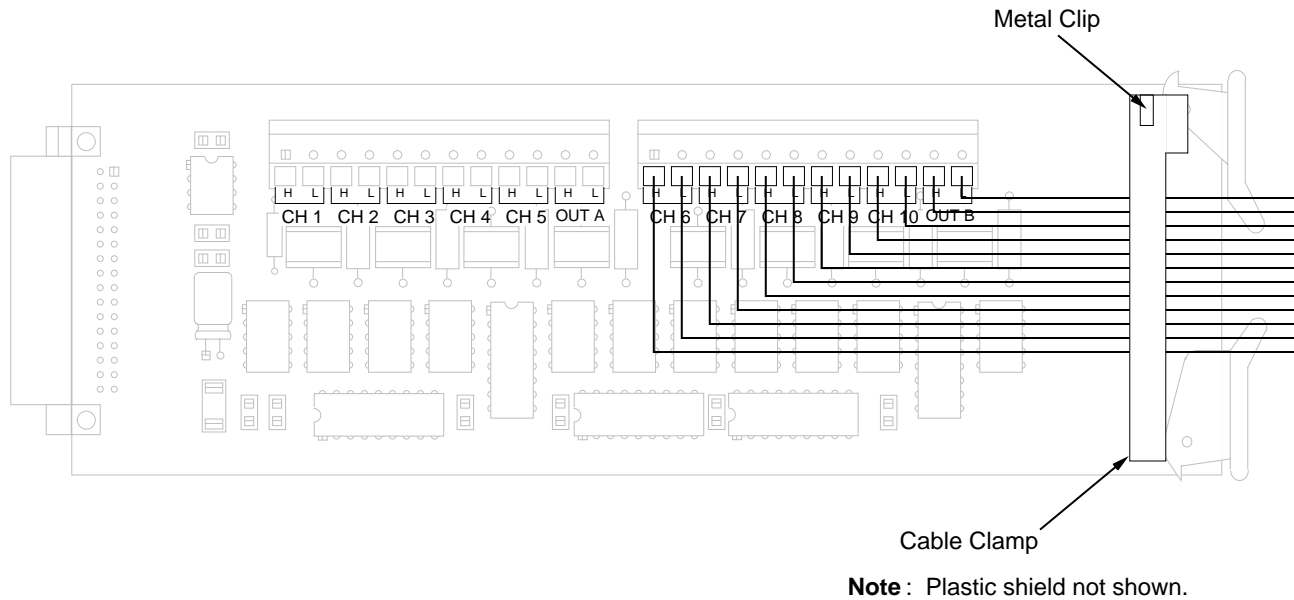 Metal Clip
H L H L H L H L H L H L H L H L H L H L H L H L
CH 1 CH 2 CH 3 CH 4 CH 5 OUT A CH 6 CH 7 CH 8 CH 9 CH 10 OUT B
Cable Clamp
Note : Plastic shield not shown.